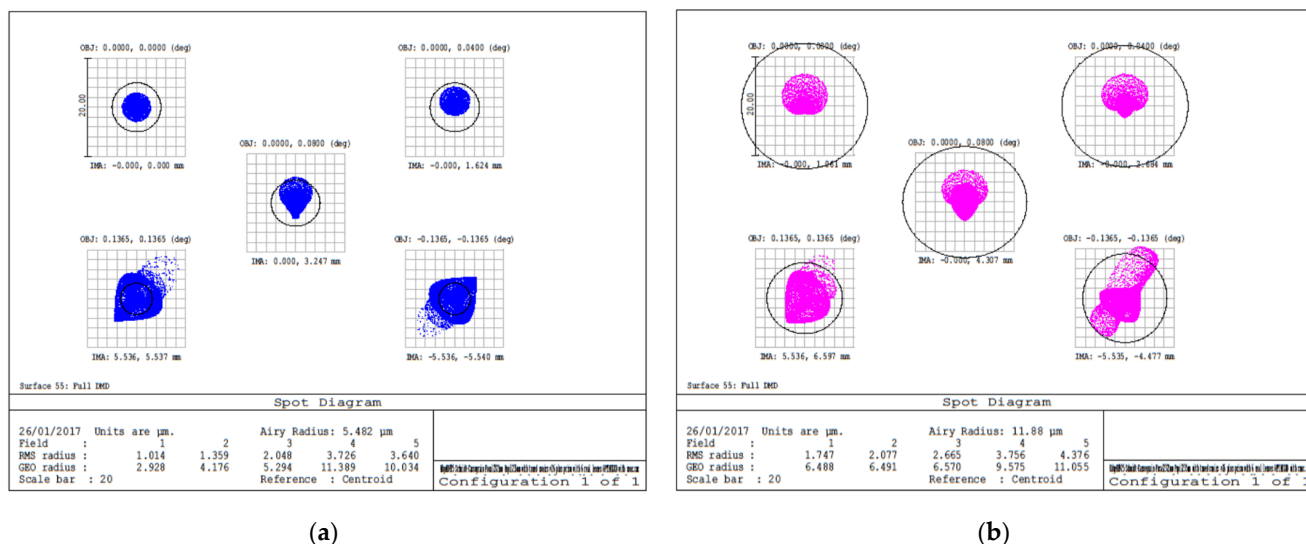 OBJ: 0.0000, 0.0000 (deg)
OBJ: 0.0000, 0.0400 (deg)
20.00
IMA: -0.000, 0.000 mm
OBJ: 0.0000, 0.0800 (deg)
IMA: -0.000, 1.624 mm
OBJ: 0.1365, 0.1365 (deg)
IMA: 0.000, 3.247 mm
OBJ: -0.1365, -0.1365 (deg)
IMA: 5.536, 5.537 mm
IMA: -5.536, -5.540 mm
Surface 55: Full DMD
Spot Diagram
26/01/2017 Units are µm. Airy Radius: 5.482 µm
Field : 1 2 3 4 5
RMS radius : 1.014 1.359 2.048 3.726 3.640
GEO radius : 2.928 4.176 5.294 11.389 10.034
Scale bar : 20 Reference : Centroid
Configuration 1 of 1
(a)
OBJ: 0.0000, 0.0000 (deg)
OBJ: 0.0000, 0.0400 (deg)
20.00
IMA: -0.000, 1.061 mm
OBJ: 0.0000, 0.0800 (deg)
IMA: -0.000, 2.684 mm
OBJ: 0.1365, 0.1365 (deg)
IMA: -0.000, 4.307 mm
OBJ: -0.1365, -0.1365 (deg)
IMA: 5.536, 6.597 mm
IMA: -5.535, -4.477 mm
Surface 55: Full DMD
Spot Diagram
26/01/2017 Units are µm. Airy Radius: 11.88 µm
Field : 1 2 3 4 5
RMS radius : 1.747 2.077 2.665 3.756 4.376
GEO radius : 6.488 6.491 6.570 9.575 11.055
Scale bar : 20 Reference : Centroid
Configuration 1 of 1
(b)